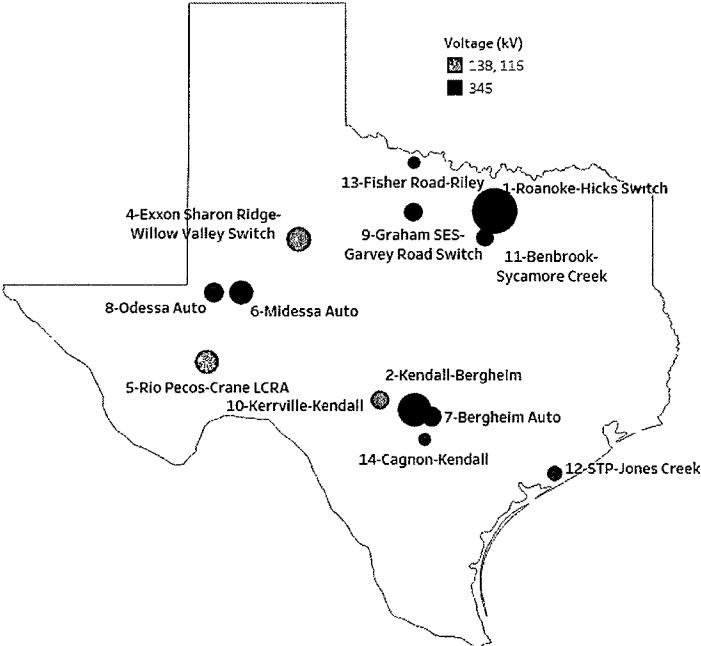 Voltage (kV)
138, 115
345
13-Fisher Road-Riley
1-Roanoke-Hicks Switch
4-Exxon Sharon Ridge-
Willow Valley Switch
9-Graham SES-
Garvey Road Switch
11-Benbrook-
Sycamore Creek
8-Odessa Auto
6-Midessa Auto
5-Rio Pecos-Crane LCRA
2-Kendall-Bergheim
10-Kerrville-Kendall
7-Bergheim Auto
14-Cagnon-Kendall
12-STP-Jones Creek